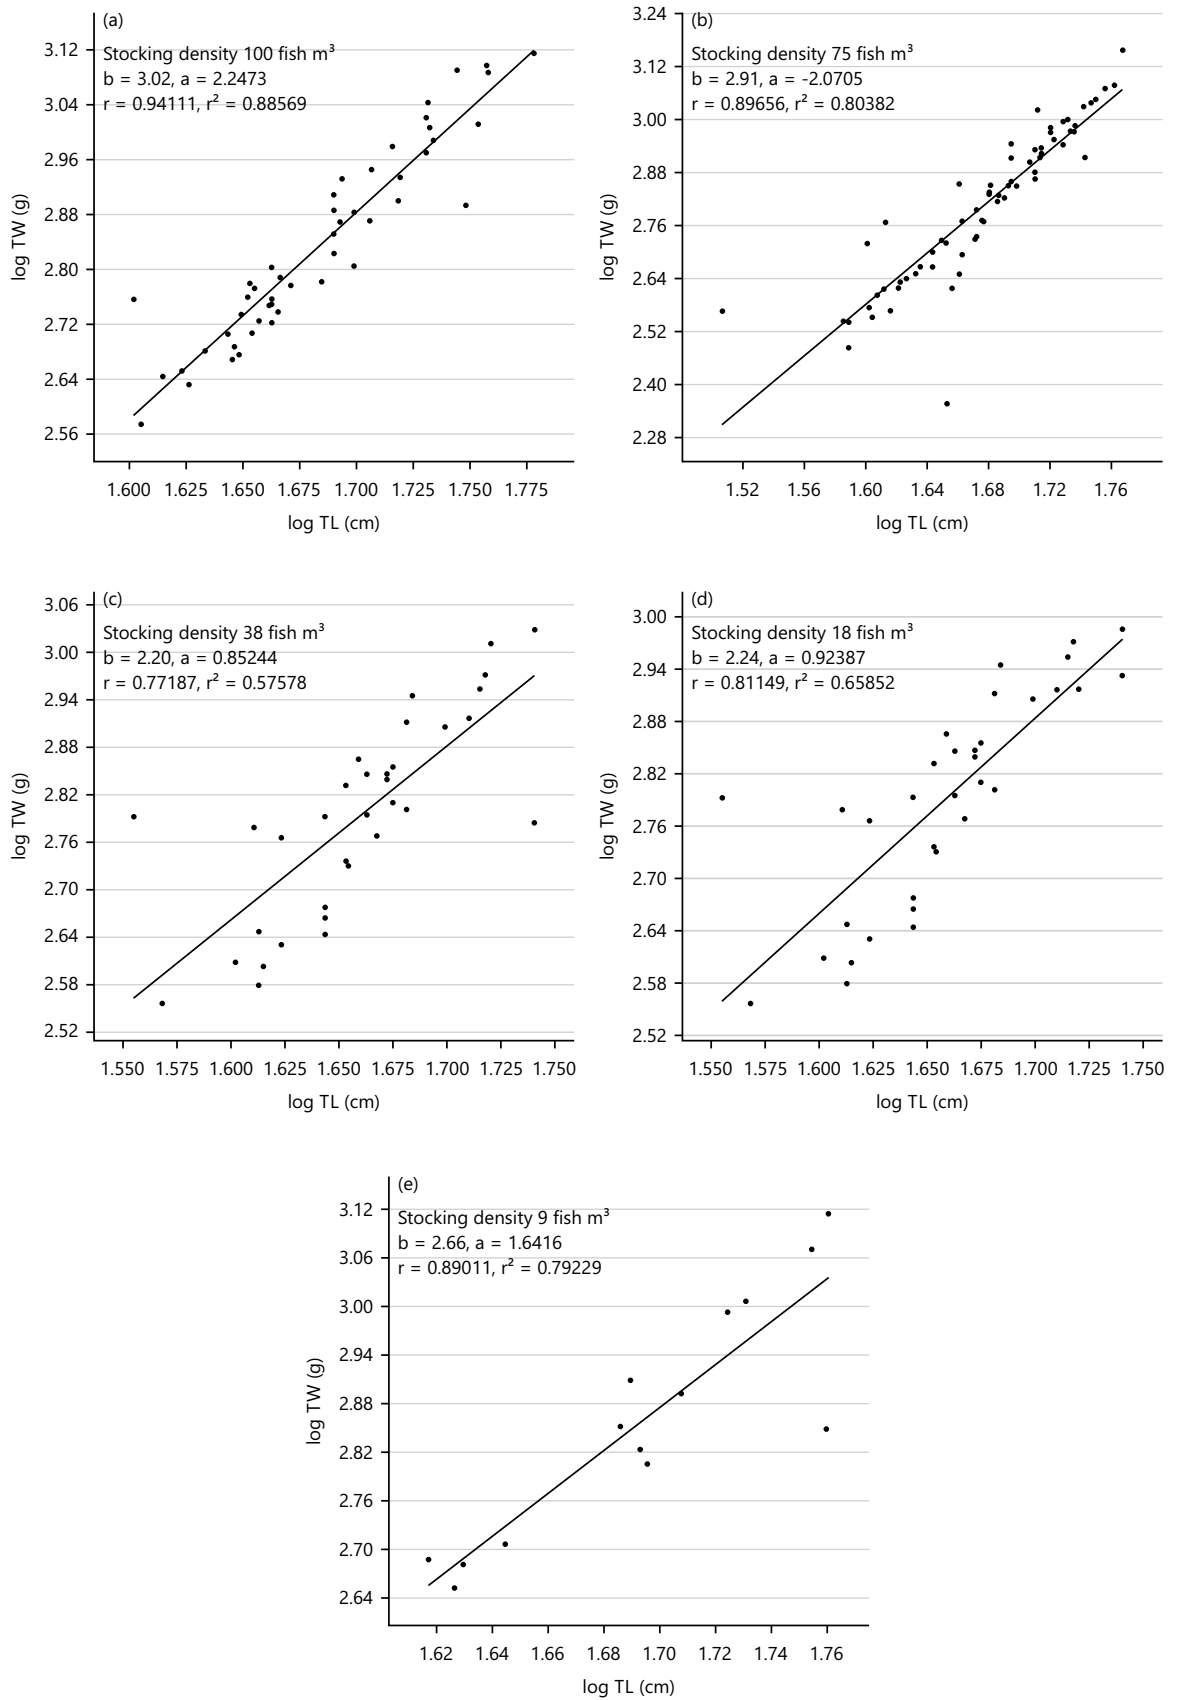 (a)
Stocking density 100 fish m³
b = 3.02, a = 2.2473
r = 0.94111, r² = 0.88569
log TW (g)
3.12
3.04
2.96
2.88
2.80
2.72
2.64
2.56
1.600 1.625 1.650 1.675 1.700 1.725 1.750 1.775
log TL (cm)
(b)
Stocking density 75 fish m³
b = 2.91, a = -2.0705
r = 0.89656, r² = 0.80382
log TW (g)
3.24
3.12
3.00
2.88
2.76
2.64
2.52
2.40
2.28
1.52 1.56 1.60 1.64 1.68 1.72 1.76
log TL (cm)
(c)
Stocking density 38 fish m³
b = 2.20, a = 0.85244
r = 0.77187, r² = 0.57578
log TW (g)
3.06
3.00
2.94
2.88
2.82
2.76
2.70
2.64
2.58
2.52
1.550 1.575 1.600 1.625 1.650 1.675 1.700 1.725 1.750
log TL (cm)
(d)
Stocking density 18 fish m³
b = 2.24, a = 0.92387
r = 0.81149, r² = 0.65852
log TW (g)
3.00
2.94
2.88
2.82
2.76
2.70
2.64
2.58
2.52
1.550 1.575 1.600 1.625 1.650 1.675 1.700 1.725 1.750
log TL (cm)
(e)
Stocking density 9 fish m³
b = 2.66, a = 1.6416
r = 0.89011, r² = 0.79229
log TW (g)
3.12
3.06
3.00
2.94
2.88
2.82
2.76
2.70
2.64
1.62 1.64 1.66 1.68 1.70 1.72 1.74 1.76
log TL (cm)